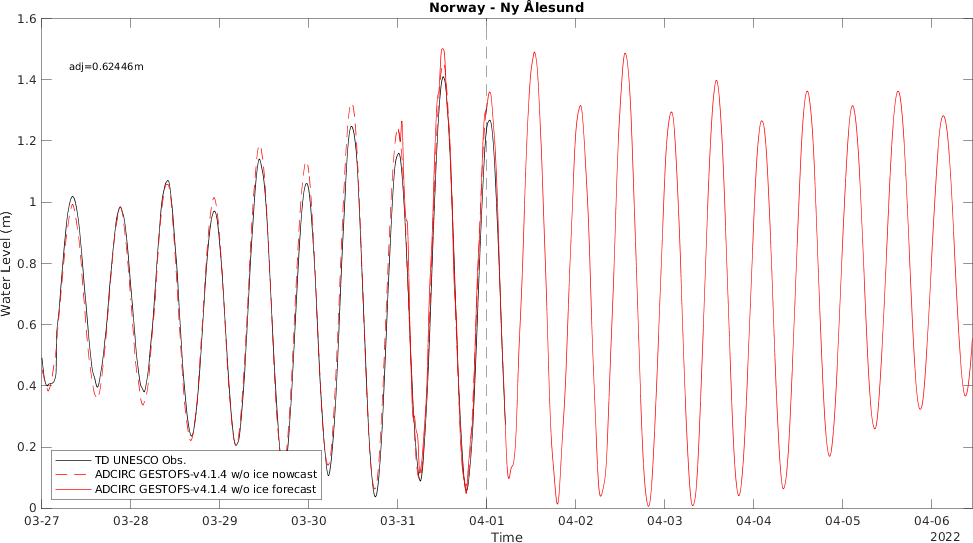 Norway - Ny Ålesund
1.6
1.4
1.2
1
0.8
0.6
0.4
0.2
0
Water Level (m)
adj=0.62446m
TD UNESCO Obs.
ADCIRC GESTOFS-v4.1.4 w/o ice nowcast
ADCIRC GESTOFS-v4.1.4 w/o ice forecast
03-27 03-28 03-29 03-30 03-31 04-01 04-02 04-03 04-04 04-05 04-06
Time 2022